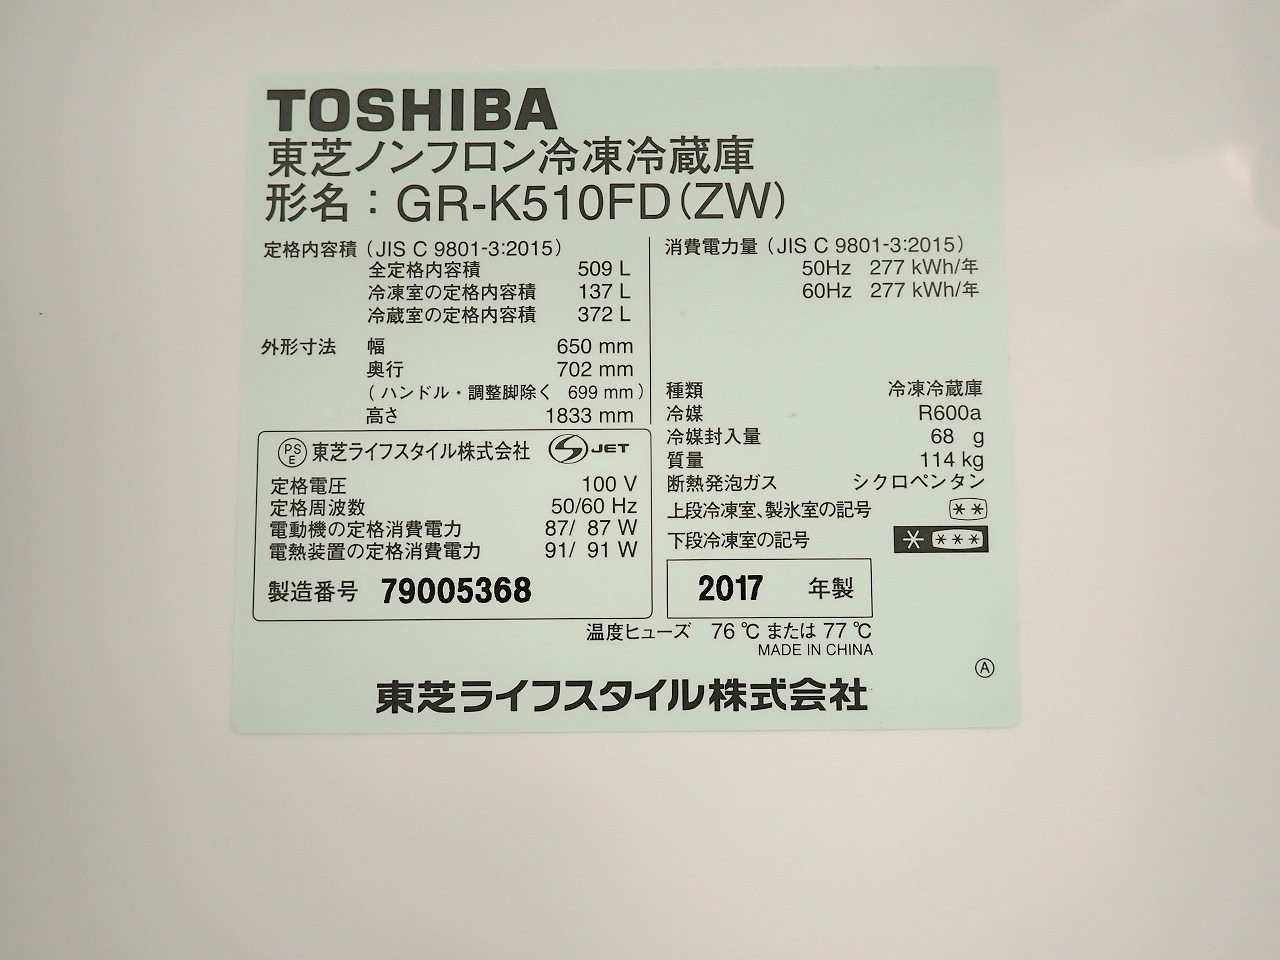 TOSHIBA
東芝ノンフロン冷凍冷蔵庫
形名：GR-K510FD(ZW)
定格内容積（JIS C 9801-3:2015）
全定格内容積 509 L
冷凍室の定格内容積 137 L
冷蔵室の定格内容積 372 L
外形寸法 幅 650 mm
奥行 702 mm
(ハンドル・調整脚除く 699 mm)
高さ 1833 mm
PSE 東芝ライフスタイル株式会社 S JET
定格電圧 100 V
定格周波数 50/60 Hz
電動機の定格消費電力 87/ 87 W
電熱装置の定格消費電力 91/ 91 W
製造番号 79005368
消費電力量（JIS C 9801-3:2015）
50Hz 277 kWh/年
60Hz 277 kWh/年
種類 冷凍冷蔵庫
冷媒 R600a
冷媒封入量 68 g
質量 114 kg
断熱発泡ガス シクロペンタン
上段冷凍室、製氷室の記号 **
下段冷凍室の記号 * ***
2017 年製
温度ヒューズ 76 ℃ または 77 ℃
MADE IN CHINA
A
東芝ライフスタイル株式会社